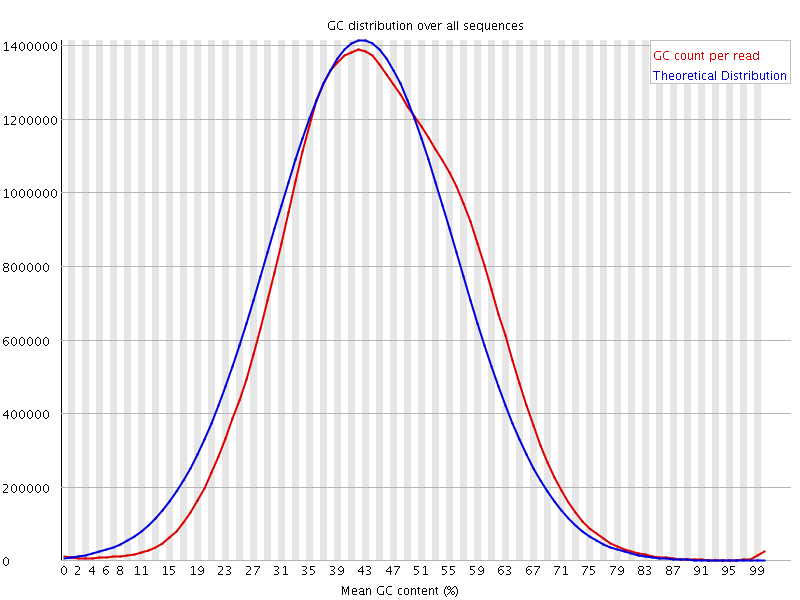 GC distribution over all sequences
GC count per read
Theoretical Distribution
1400000
1200000
1000000
800000
600000
400000
200000
0
0 2 4 6 8 11 15 19 23 27 31 35 39 43 47 51 55 59 63 67 71 75 79 83 87 91 95 99
Mean GC content (%)